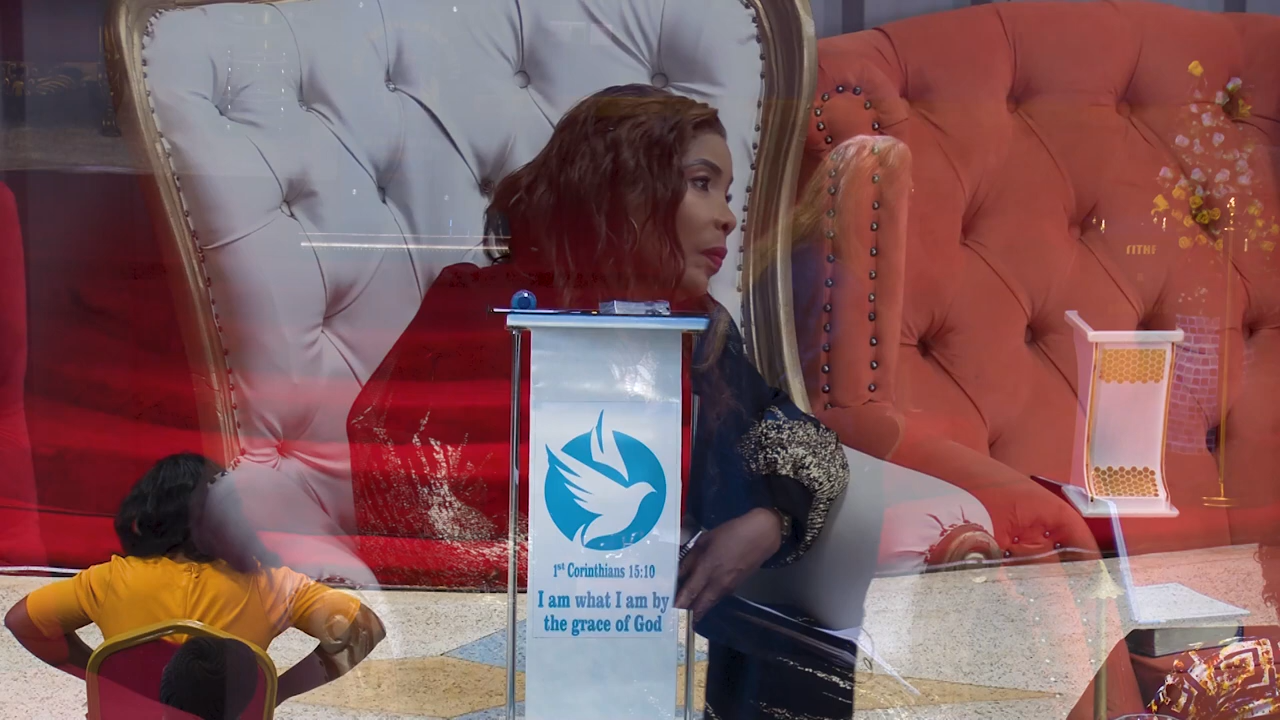 1st Corinthians 15:10
I am what I am by
the grace of God